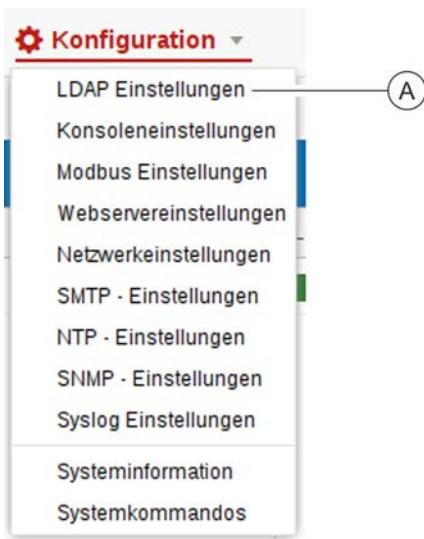 Konfiguration
LDAP Einstellungen A
Konsoleneinstellungen
Modbus Einstellungen
Webservereinstellungen
Netzwerkeinstellungen
SMTP - Einstellungen
NTP - Einstellungen
SNMP - Einstellungen
Syslog Einstellungen
Systeminformation
Systemkommandos